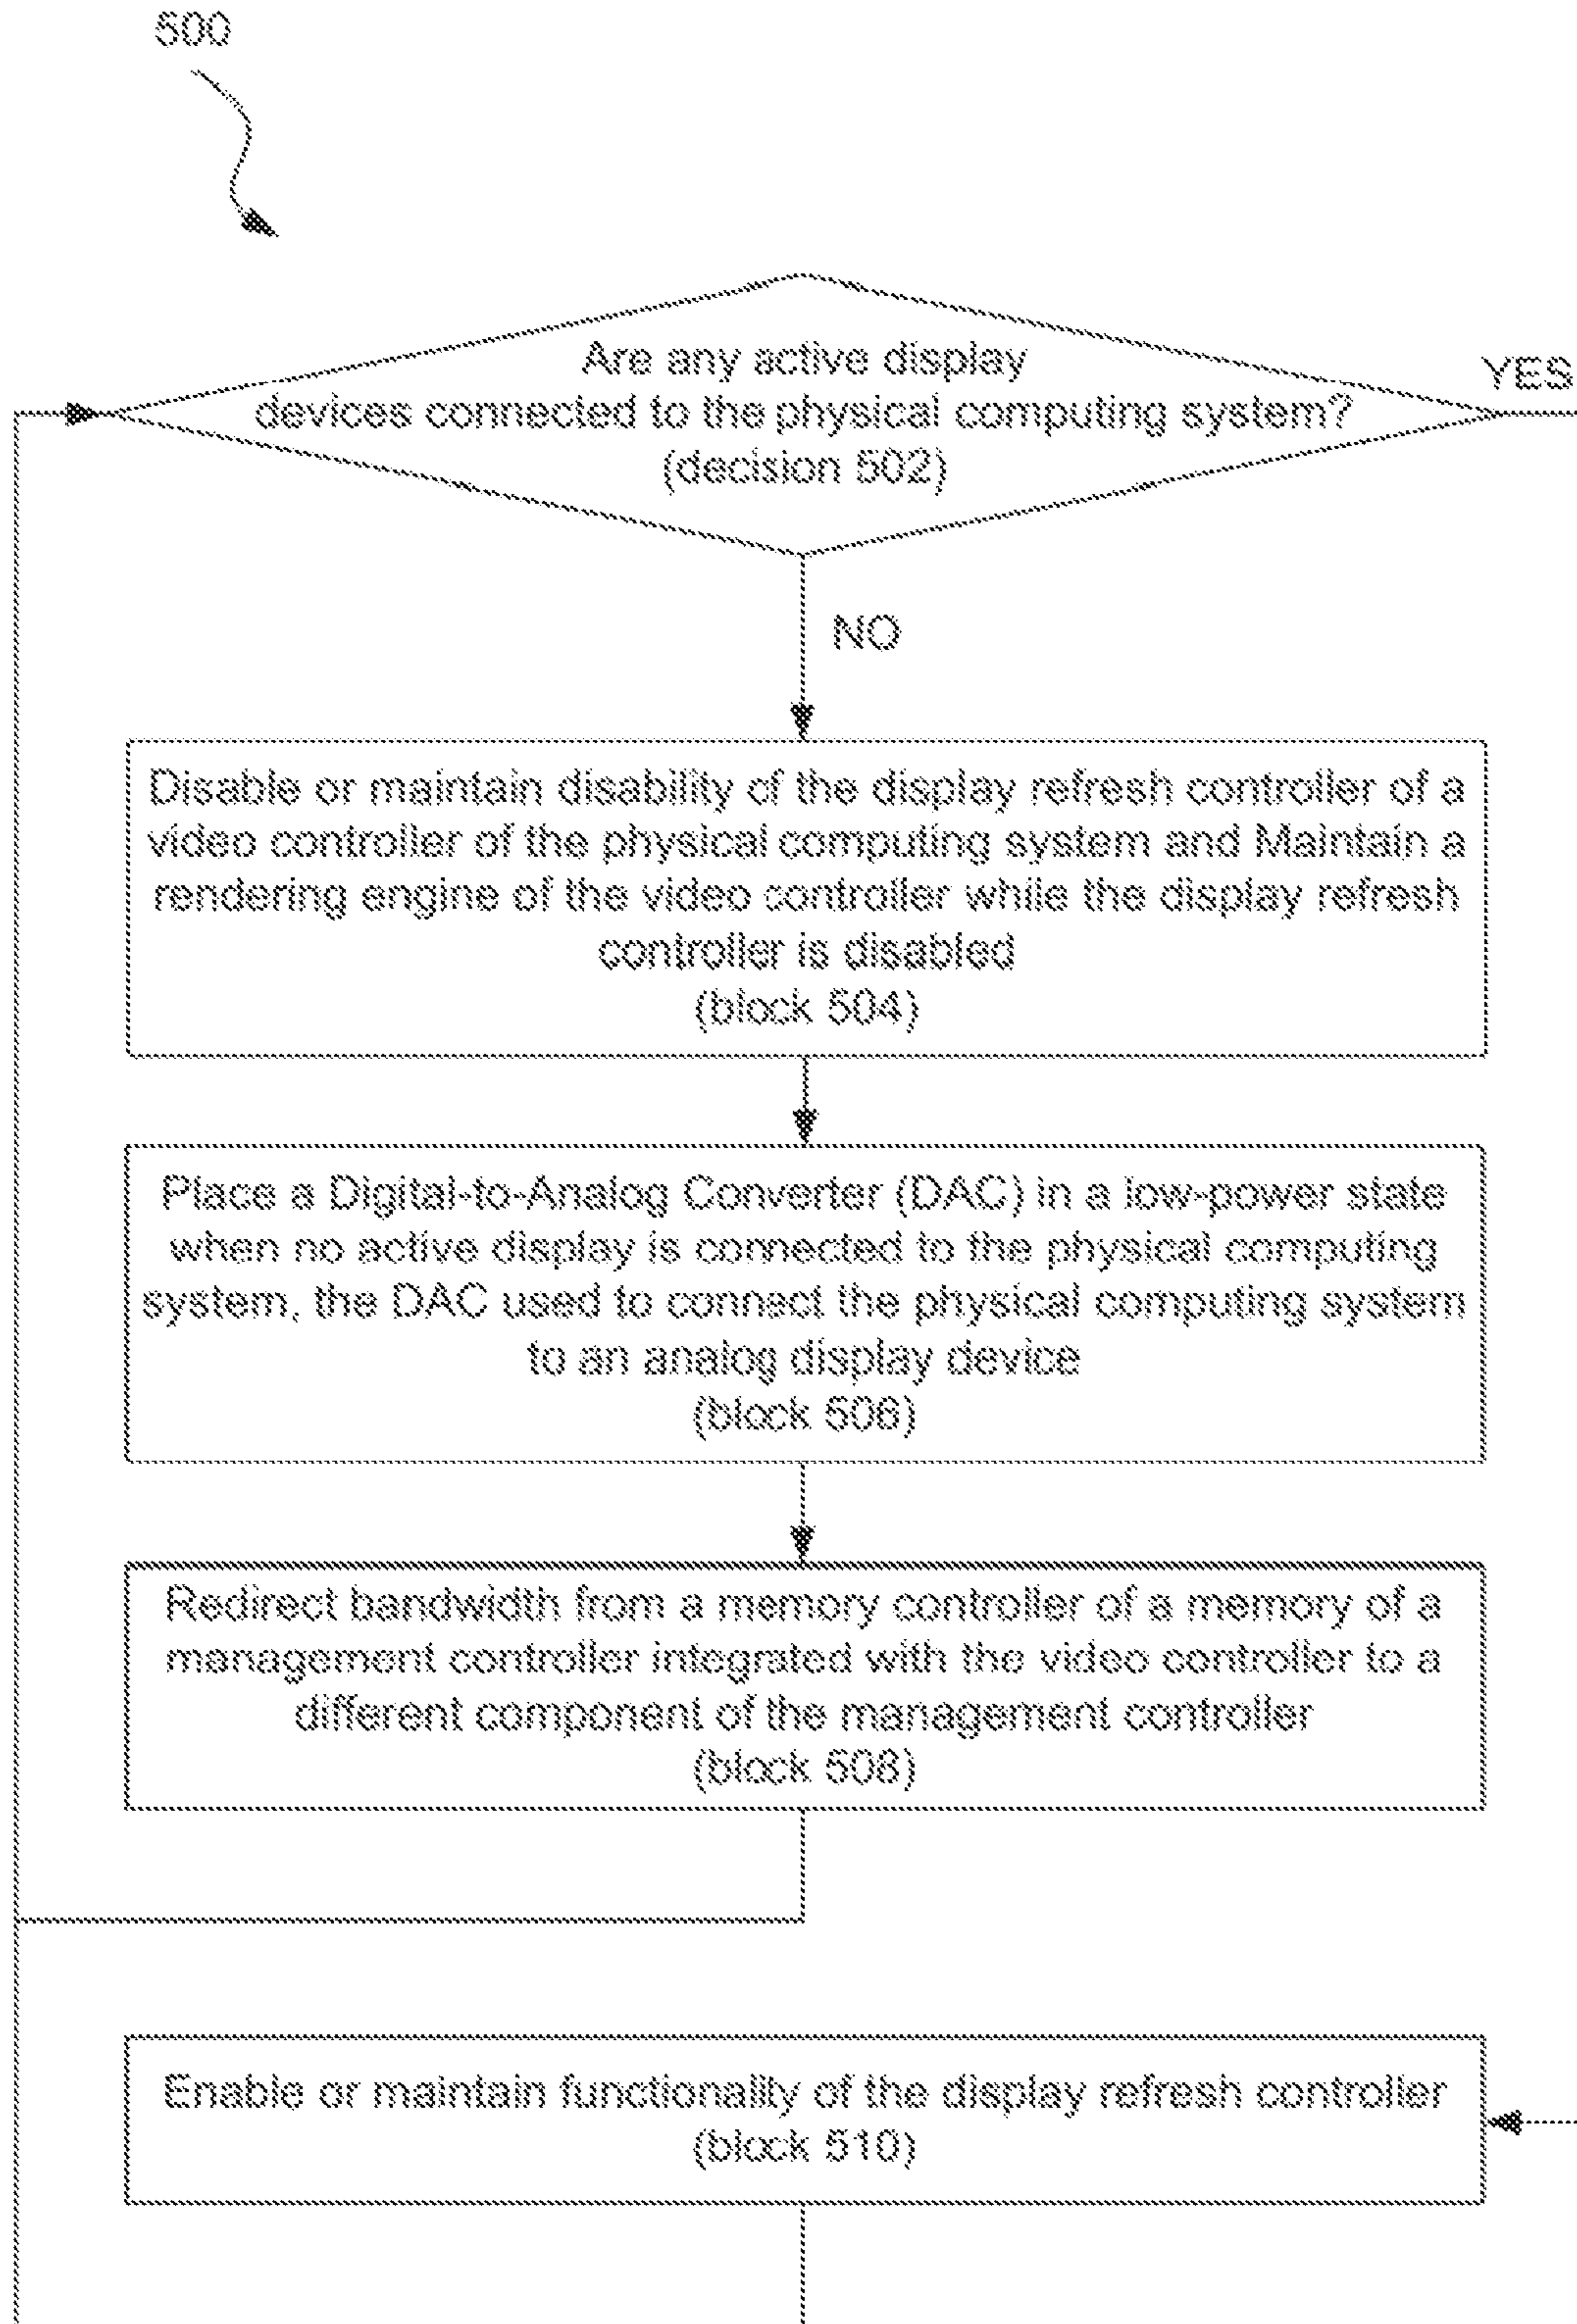 500
Are any active display
devices connected to the physical computing system?
(decision 502)
YES
NO
Disable or maintain disability of the display refresh controller of a
video controller of the physical computing system and Maintain a
rendering engine of the video controller while the display refresh
controller is disabled
(block 504)
Place a Digital-to-Analog Converter (DAC) in a low-power state
when no active display is connected to the physical computing
system, the DAC used to connect the physical computing system
to an analog display device
(block 506)
Redirect bandwidth from a memory controller of a memory of a
management controller integrated with the video controller to a
different component of the management controller
(block 508)
Enable or maintain functionality of the display refresh controller
(block 510)